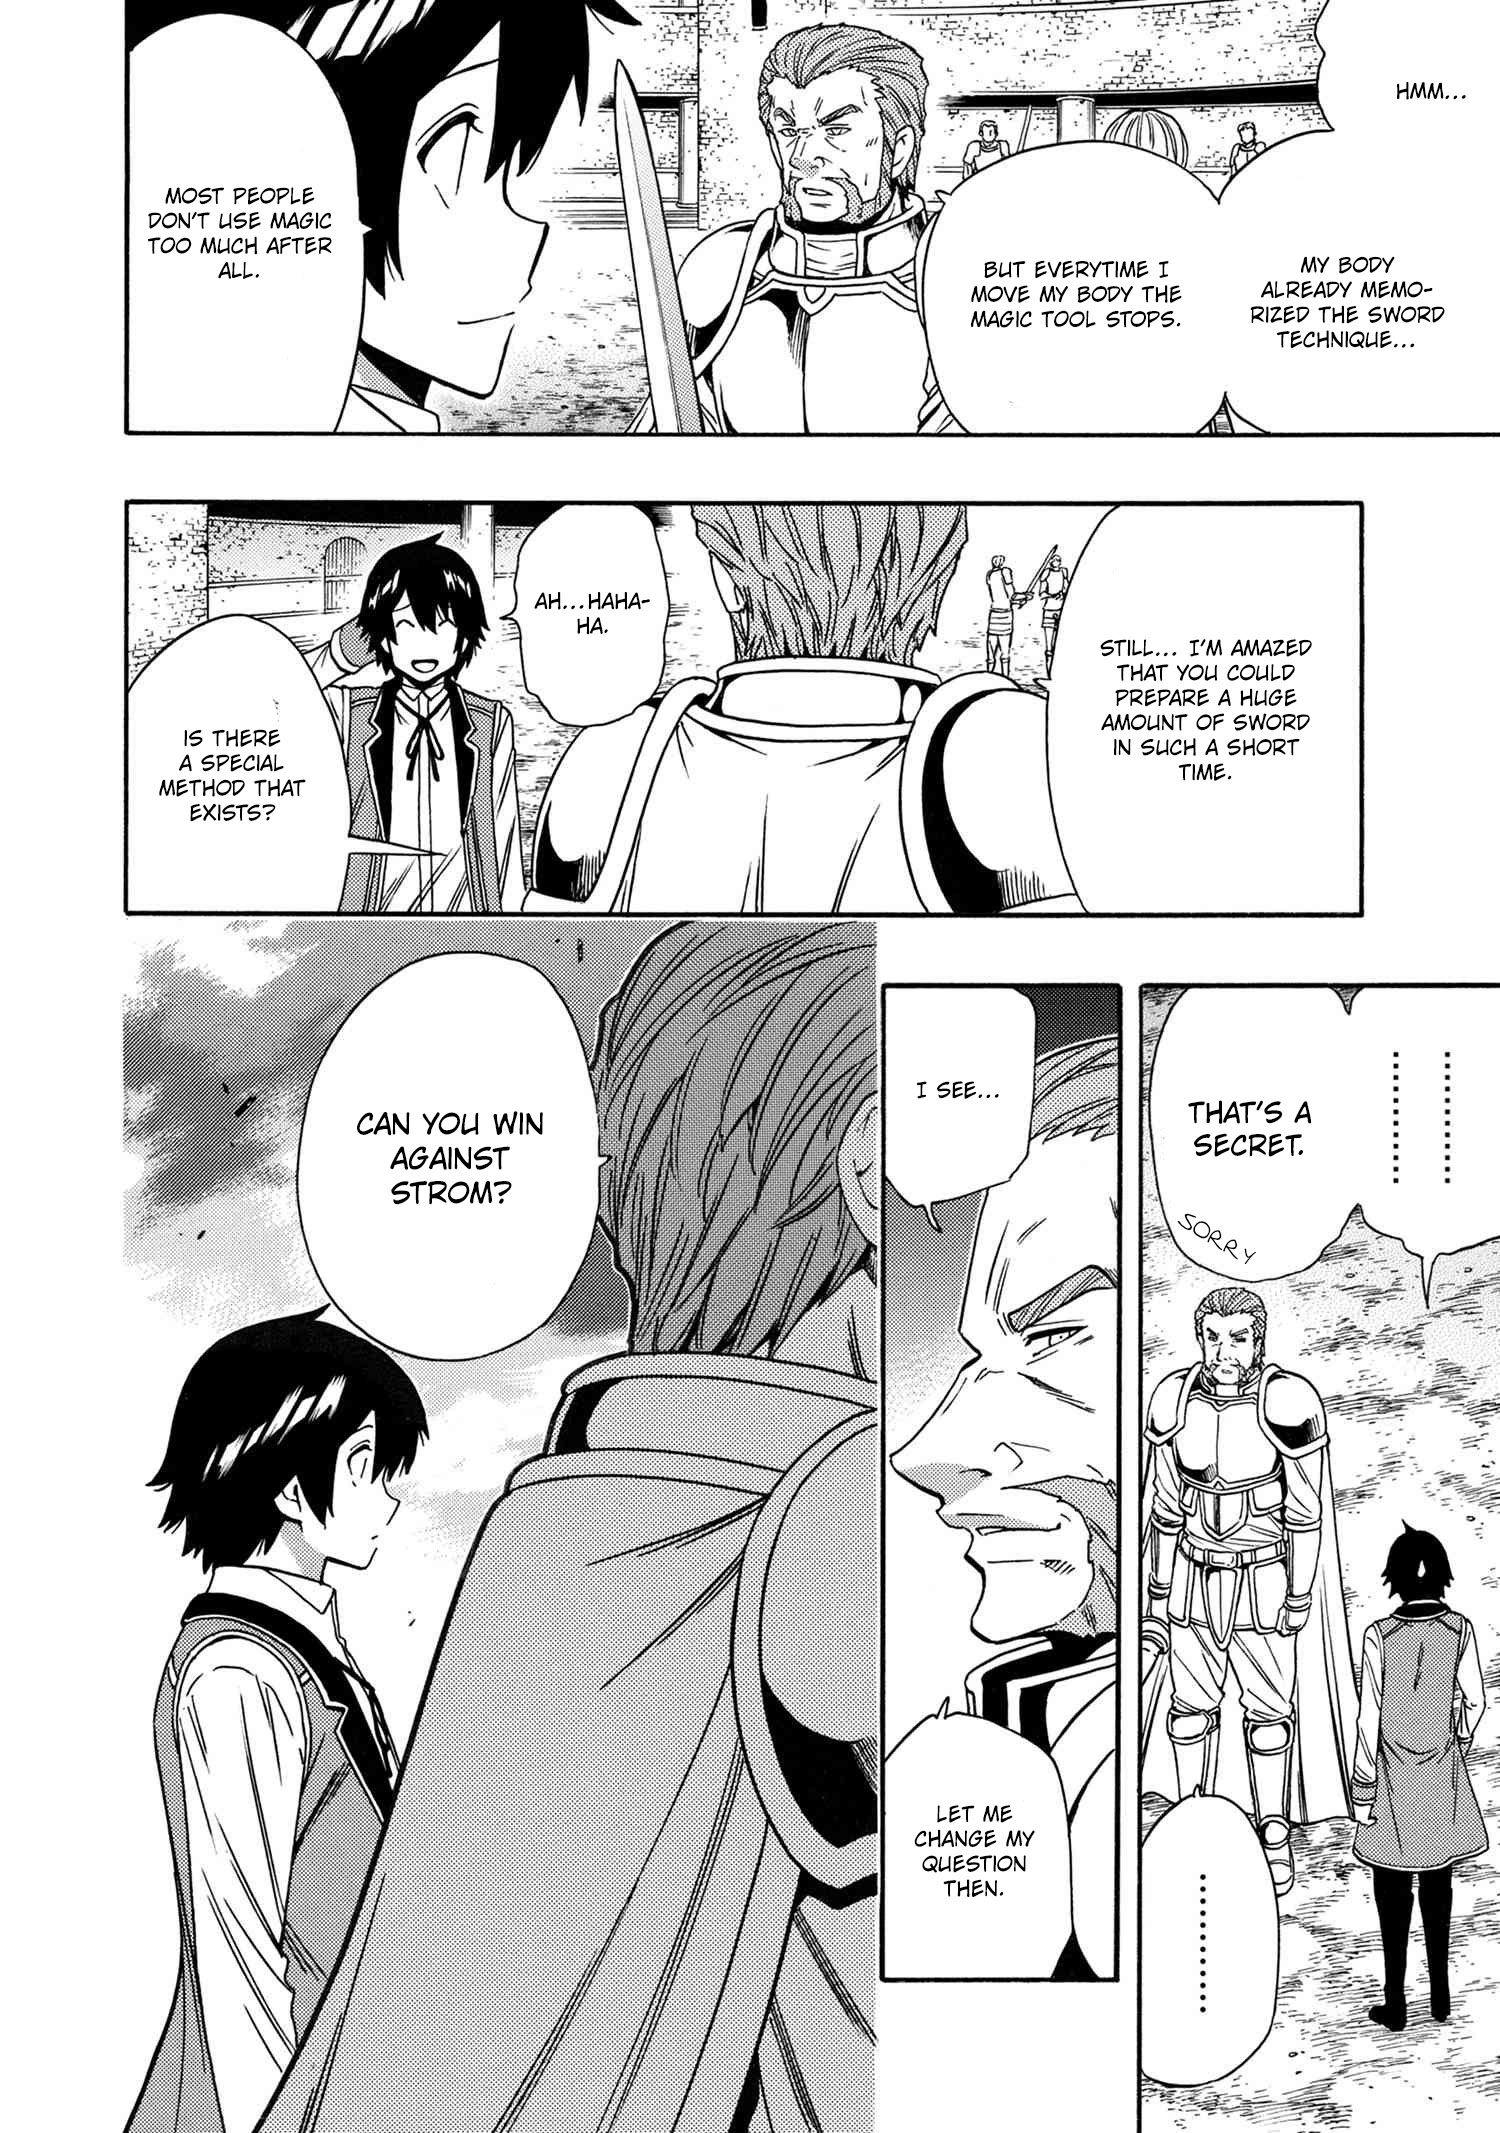 HMM...
MY BODY
ALREADY MEMO-
RIZED THE SWORD
TECHNIQUE...
BUT EVERYTIME I
MOVE MY BODY THE
MAGIC TOOL STOPS.
MOST PEOPLE
DON'T USE MAGIC
TOO MUCH AFTER
ALL.
STILL... I'M AMAZED
THAT YOU COULD
PREPARE A HUGE
AMOUNT OF SWORD
IN SUCH A SHORT
TIME.
AH...HAHA-
HA.
IS THERE
A SPECIAL
METHOD THAT
EXISTS?
THAT'S A
SECRET.
SORRY
I SEE...
LET ME
CHANGE MY
QUESTION
THEN.
CAN YOU WIN
AGAINST
STROM?